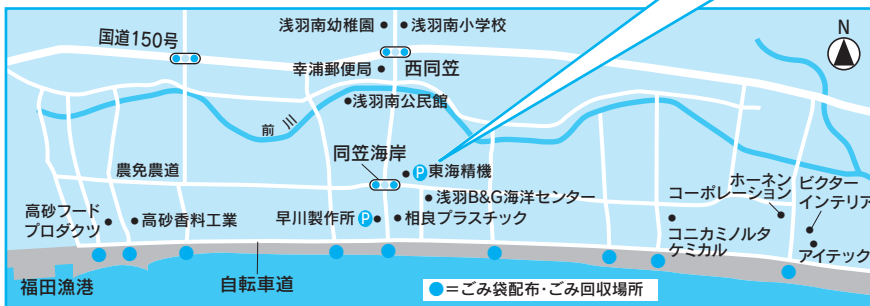 浅羽南幼稚園
浅羽南小学校
N
国道150号
幸浦郵便局
西同笠
浅羽南公民館
前川
同笠海岸
P
東海精機
農免農道
浅羽B&G海洋センター
ホーネン
コーポレーション
ビクター
インテリア
高砂フード
プロダクツ
高砂香料工業
早川製作所
P
相良プラスチック
コニカミノルタ
ケミカル
アイテック
福田漁港
自転車道
=ごみ袋配布・ごみ回収場所